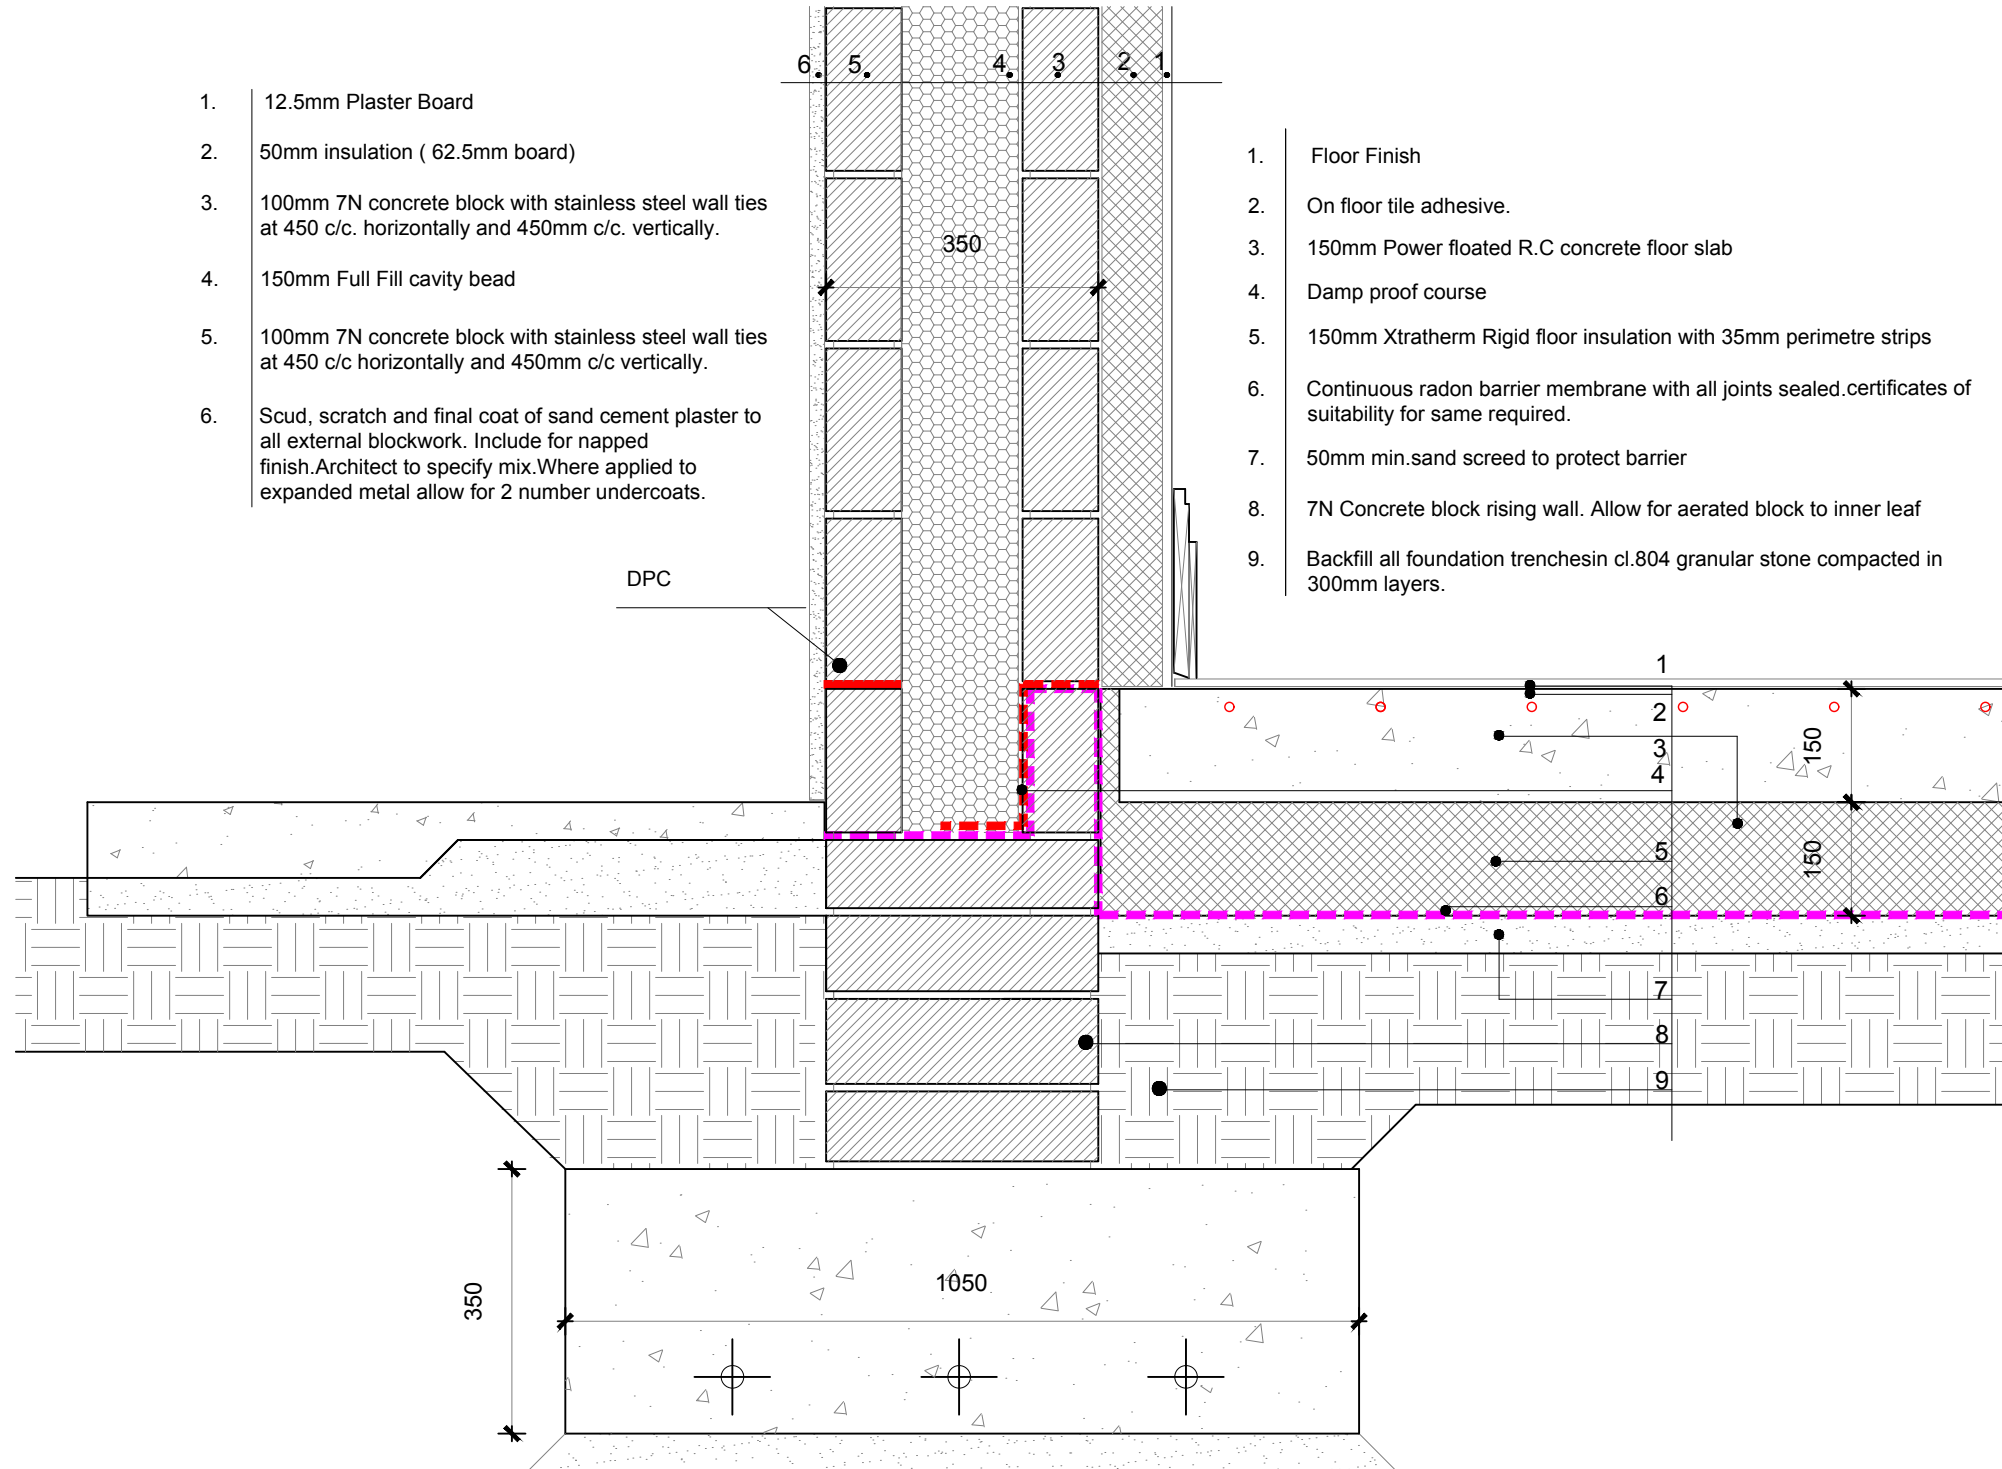 6 5 4 3 2 1
1. 12.5mm Plaster Board
2. 50mm insulation ( 62.5mm board)
3. 100mm 7N concrete block with stainless steel wall ties
at 450 c/c. horizontally and 450mm c/c. vertically.
4. 150mm Full Fill cavity bead
5. 100mm 7N concrete block with stainless steel wall ties
at 450 c/c horizontally and 450mm c/c vertically.
6. Scud, scratch and final coat of sand cement plaster to
all external blockwork. Include for napped
finish.Architect to specify mix.Where applied to
expanded metal allow for 2 number undercoats.
350
1. Floor Finish
2. On floor tile adhesive.
3. 150mm Power floated R.C concrete floor slab
4. Damp proof course
5. 150mm Xtratherm Rigid floor insulation with 35mm perimetre strips
6. Continuous radon barrier membrane with all joints sealed.certificates of
suitability for same required.
7. 50mm min.sand screed to protect barrier
8. 7N Concrete block rising wall. Allow for aerated block to inner leaf
9. Backfill all foundation trenchesin cl.804 granular stone compacted in
300mm layers.
DPC
1
2
3
4
5
6
7
8
9
150
150
350
1050